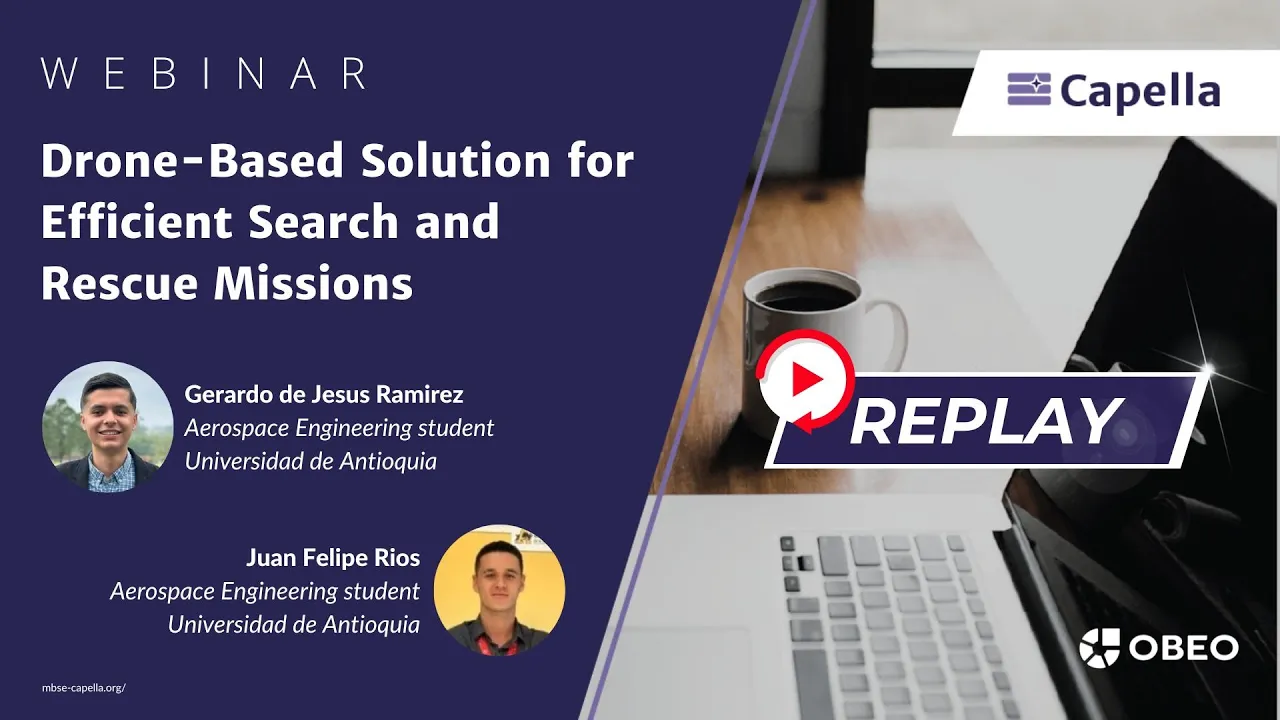 WEBINAR
Drone-Based Solution for
Efficient Search and
Rescue Missions
Gerardo de Jesus Ramirez
Aerospace Engineering student
Universidad de Antioquia
Juan Felipe Rios
Aerospace Engineering student
Universidad de Antioquia
mbse-capella.org/
Capella
REPLAY
OBEO